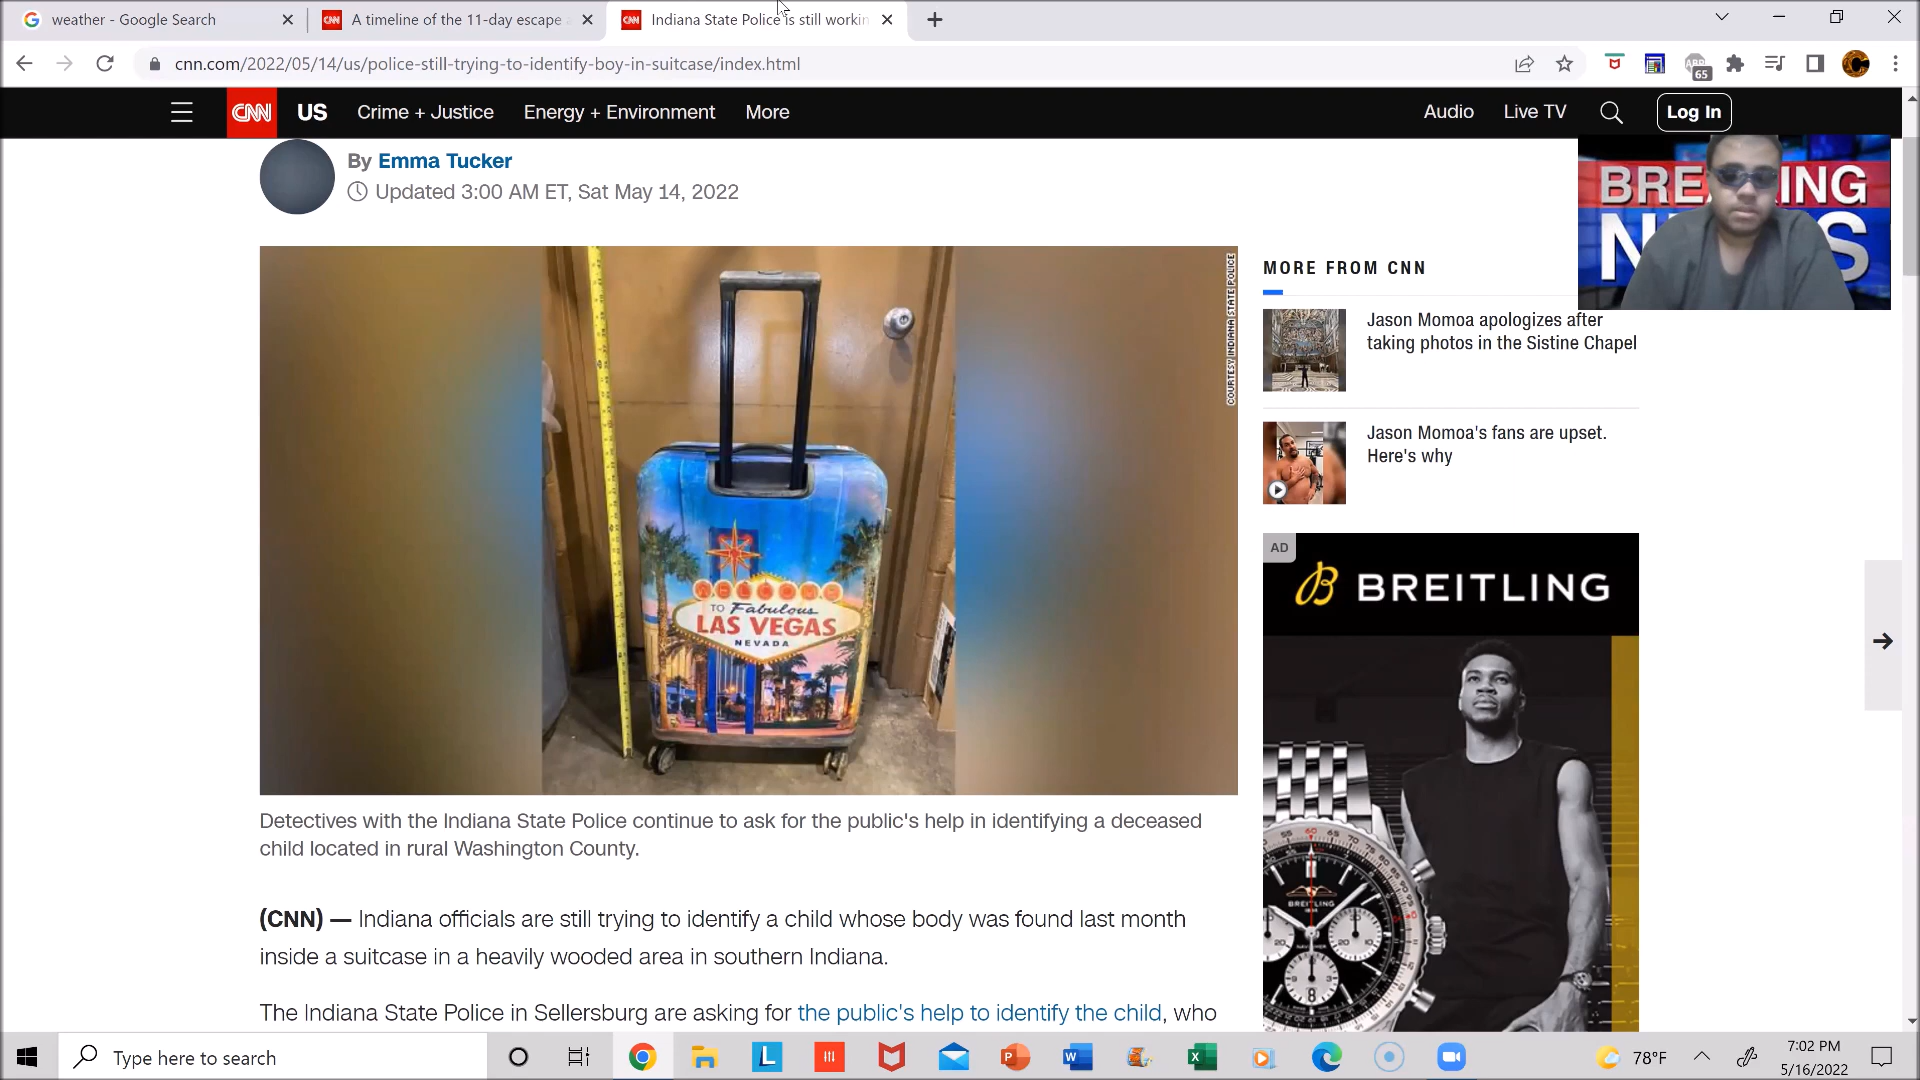 weather - Google Search
A timeline of the 11-day escape
Indiana State Police is still workin
cnn.com/2022/05/14/us/police-still-trying-to-identify-boy-in-suitcase/index.html
65
CNN US Crime + Justice Energy + Environment More Audio Live TV Log In
By Emma Tucker
Updated 3:00 AM ET, Sat May 14, 2022
BRE ING
N S
COURTESY INDIANA STATE POLICE
WELCOME
TO Fabulous
LAS VEGAS
NEVADA
MORE FROM CNN
Jason Momoa apologizes after
taking photos in the Sistine Chapel
Jason Momoa's fans are upset.
Here's why
AD
B BREITLING
BREITLING
Detectives with the Indiana State Police continue to ask for the public's help in identifying a deceased
child located in rural Washington County.
(CNN) — Indiana officials are still trying to identify a child whose body was found last month
inside a suitcase in a heavily wooded area in southern Indiana.
The Indiana State Police in Sellersburg are asking for the public's help to identify the child, who
Type here to search
78°F
7:02 PM
5/16/2022